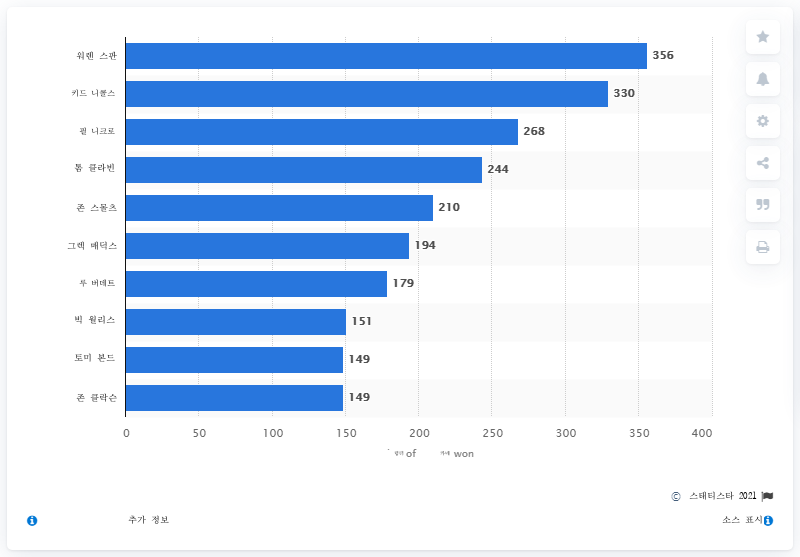 워렌 스판 356
키드 니콜스 330
필 니크로 268
톰 글라빈 244
존 스몰츠 210
그렉 매덕스 194
루 버데트 179
빅 윌리스 151
토미 본드 149
존 클락슨 149
0 50 100 150 200 250 300 350 400
of won
© 스태티스타 2021
추가 정보 소스 표시